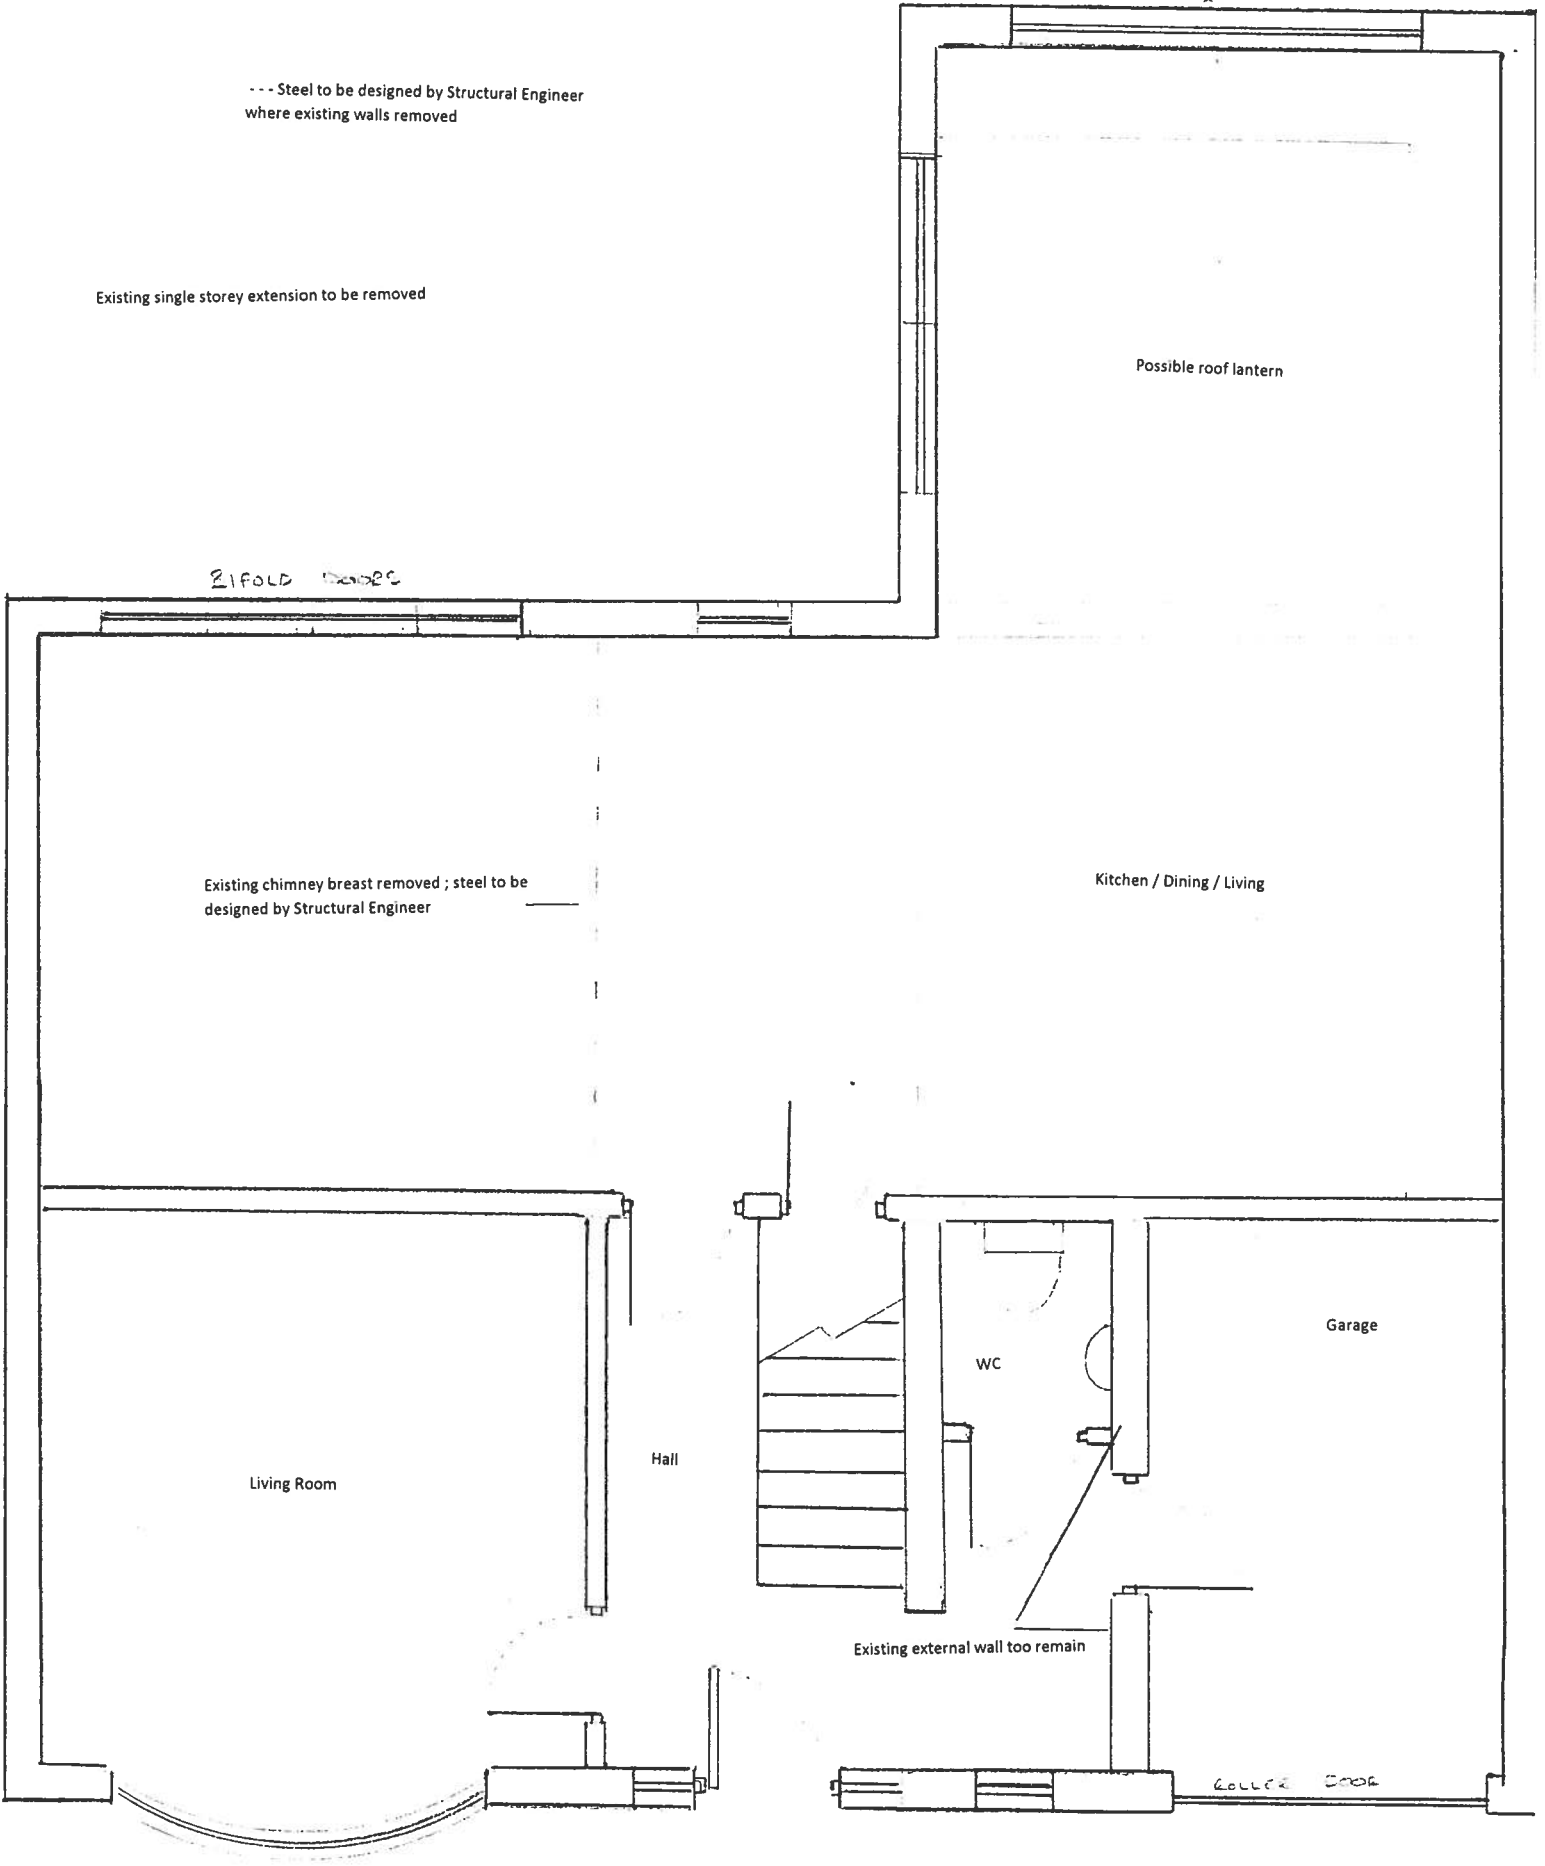 --- Steel to be designed by Structural Engineer
where existing walls removed
Existing single storey extension to be removed
Possible roof lantern
BIFOLD DOORS
Existing chimney breast removed ; steel to be
designed by Structural Engineer
Kitchen / Dining / Living
Garage
WC
Hall
Living Room
Existing external wall too remain
ROLLER DOOR